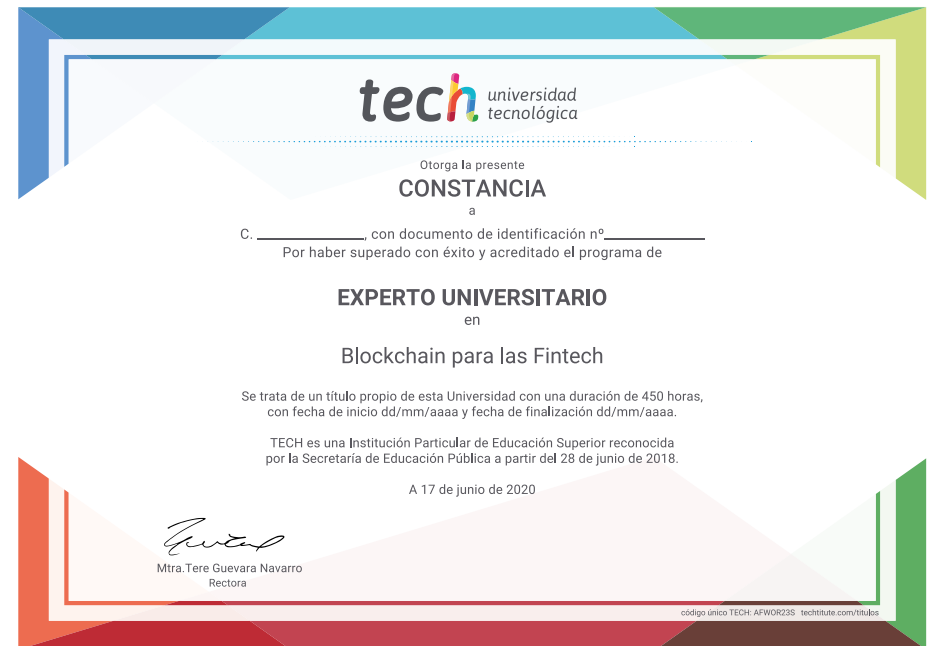 tech universidad
tecnológica
Otorga la presente
CONSTANCIA
a
C. ______________, con documento de identificación nº_____________
Por haber superado con éxito y acreditado el programa de
EXPERTO UNIVERSITARIO
en
Blockchain para las Fintech
Se trata de un título propio de esta Universidad con una duración de 450 horas,
con fecha de inicio dd/mm/aaaa y fecha de finalización dd/mm/aaaa.
TECH es una Institución Particular de Educación Superior reconocida
por la Secretaría de Educación Pública a partir del 28 de junio de 2018.
A 17 de junio de 2020
Mtra.Tere Guevara Navarro
Rectora
código único TECH: AFWOR23S techtitute.com/titulos